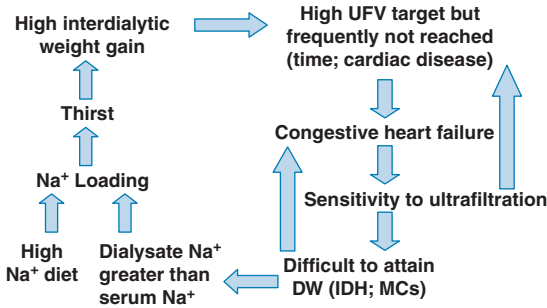 High interdialytic
weight gain
High UFV target but
frequently not reached
(time; cardiac disease)
Thirst
Congestive heart failure
Na⁺ Loading
Sensitivity to ultrafiltration
High
Na⁺ diet
Dialysate Na⁺
greater than
serum Na⁺
Difficult to attain
DW (IDH; MCs)